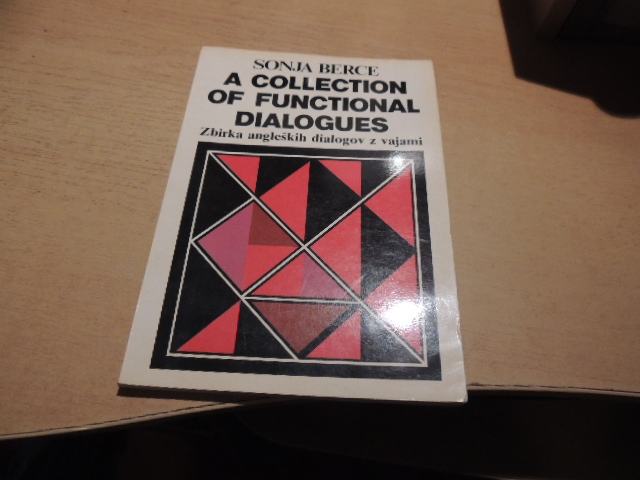 SONJA BERCE
A COLLECTION
OF FUNCTIONAL
DIALOGUES
Zbirka angleških dialogov z vajami